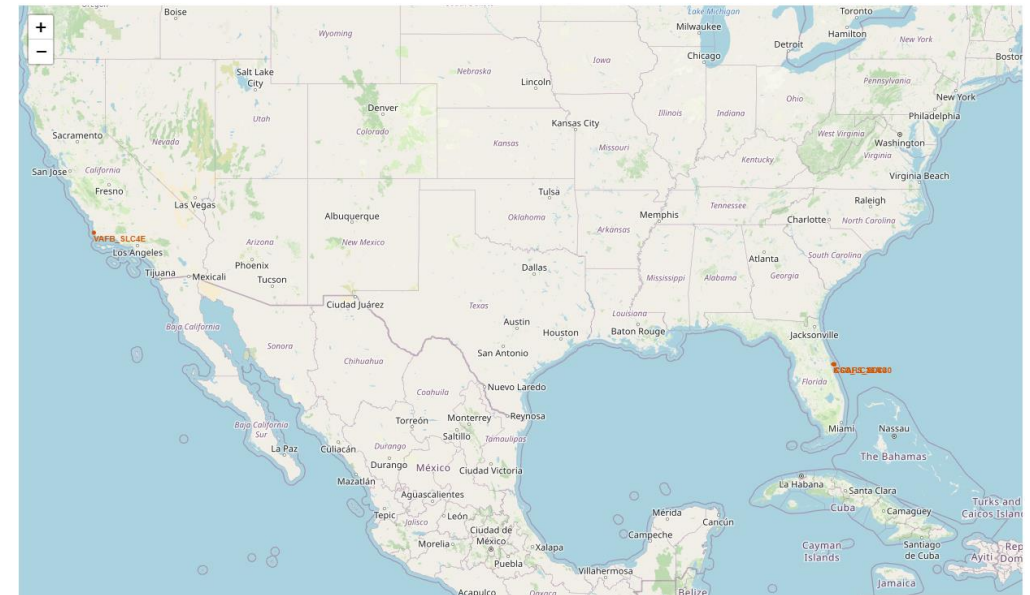 +
−
Oregon
Boise
Wyoming
Lake Michigan
Milwaukee
Toronto
Hamilton
New York
Detroit
Chicago
Boston
Nebraska
Iowa
Salt Lake
City
Lincoln
Pennsylvania
Utah
Denver
Colorado
Illinois
Indiana
Ohio
New York
Philadelphia
Sacramento
Nevada
Kansas City
Kansas
Missouri
West Virginia
Washington
Virginia
Kentucky
San Jose
California
Fresno
Virginia Beach
Las Vegas
Tulsa
Raleigh
Albuquerque
Oklahoma
Memphis
Tennessee
Charlotte
North Carolina
Arkansas
VAFB_SLC4E
Los Angeles
Arizona
New Mexico
Atlanta
South Carolina
Phoenix
Tijuana
Mexicali
Tucson
Dallas
Mississippi
Alabama
Georgia
Ciudad Juárez
Texas
Louisiana
Baja California
Austin
Houston
Baton Rouge
Jacksonville
Sonora
San Antonio
Chihuahua
Florida
Coahuila
Nuevo Laredo
Baja California
Sur
Torreón
Monterrey
Reynosa
Miami
Nassau
Saltillo
Tamaulipas
La Paz
Culiacán
Durango
The Bahamas
Durango
México
Ciudad Victoria
Mazatlán
La Habana
Santa Clara
Aguascalientes
Cuba
Camaguey
Turks and
Caicos Islands
Tepic
Jalisco
León
Mérida
Cancún
Ciudad de
México
Campeche
Morelia
Xalapa
Cayman
Islands
Santiago
de Cuba
Puebla
Villahermosa
Ayiti
Jamaica
Acapulco
Oaxaca
Belize